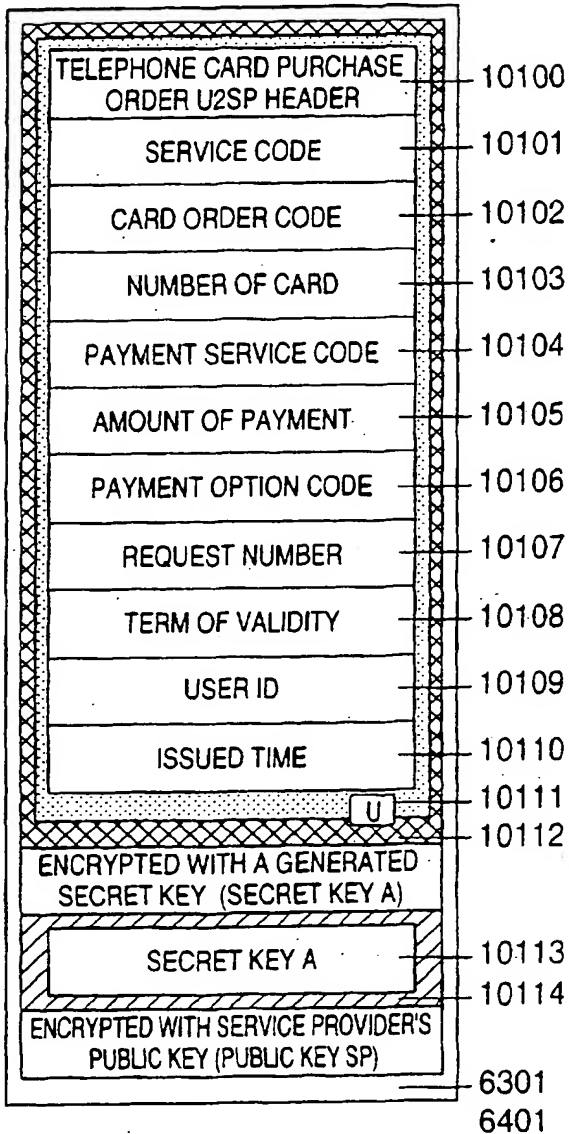 TELEPHONE CARD PURCHASE 10100
ORDER U2SP HEADER
SERVICE CODE 10101
CARD ORDER CODE 10102
NUMBER OF CARD 10103
PAYMENT SERVICE CODE 10104
AMOUNT OF PAYMENT 10105
PAYMENT OPTION CODE 10106
REQUEST NUMBER 10107
TERM OF VALIDITY 10108
USER ID 10109
ISSUED TIME 10110
U 10111
10112
ENCRYPTED WITH A GENERATED
SECRET KEY (SECRET KEY A)
SECRET KEY A 10113
10114
ENCRYPTED WITH SERVICE PROVIDER'S
PUBLIC KEY (PUBLIC KEY SP)
6301
6401